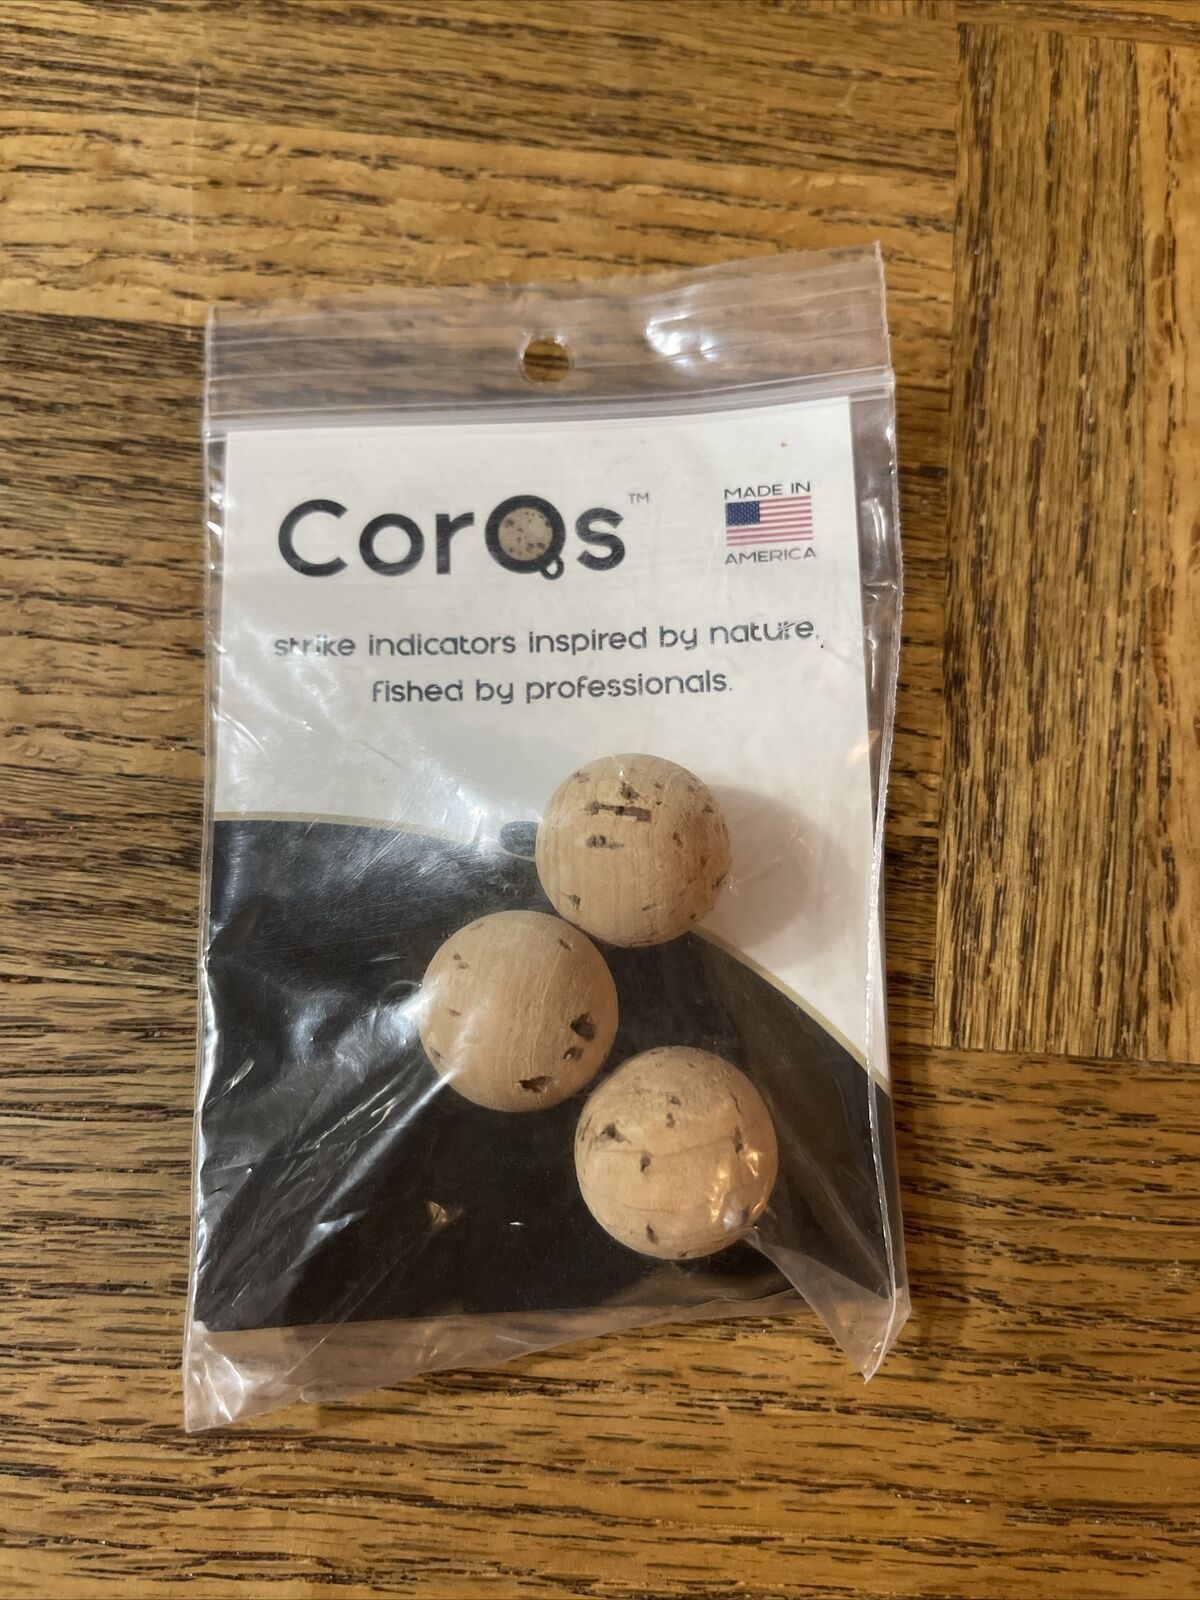 CorQs™
MADE IN
AMERICA
strike indicators inspired by nature,
fished by professionals.